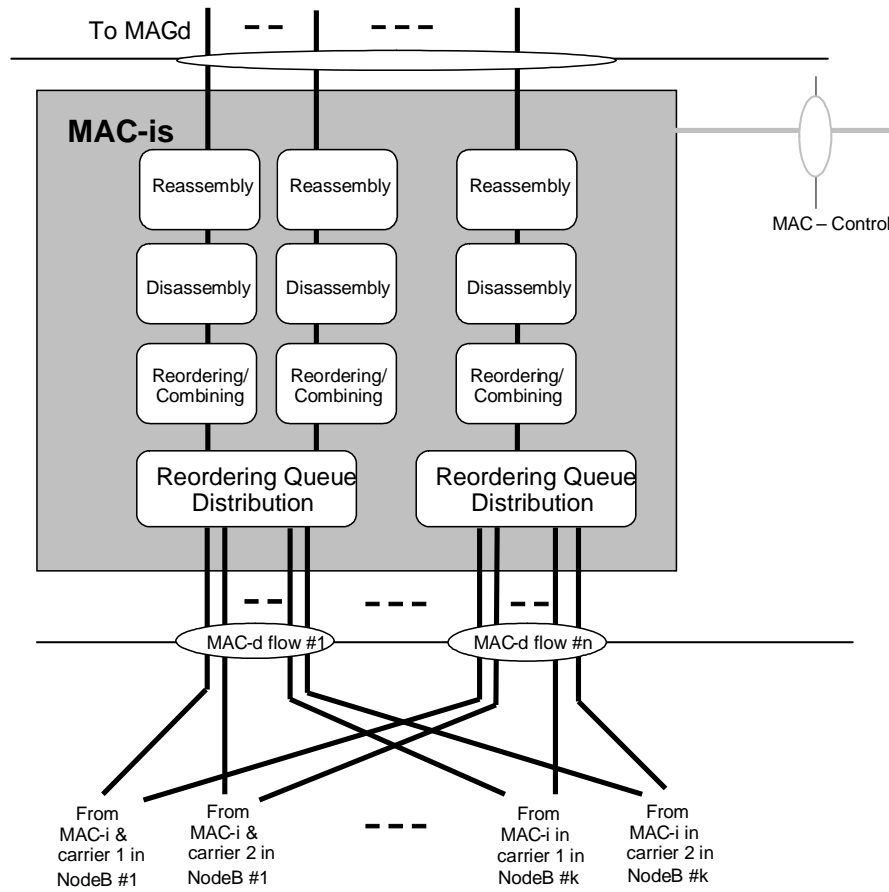 To MAGd
MAC-is
Reassembly
Reassembly
Reassembly
MAC – Control
Disassembly
Disassembly
Disassembly
Reordering/
Combining
Reordering/
Combining
Reordering/
Combining
Reordering Queue
Distribution
Reordering Queue
Distribution
MAC-d flow #1
MAC-d flow #n
From
MAC-i &
carrier 1 in
NodeB #1
From
MAC-i &
carrier 2 in
NodeB #1
From
MAC-i in
carrier 1 in
NodeB #k
From
MAC-i in
carrier 2 in
NodeB #k